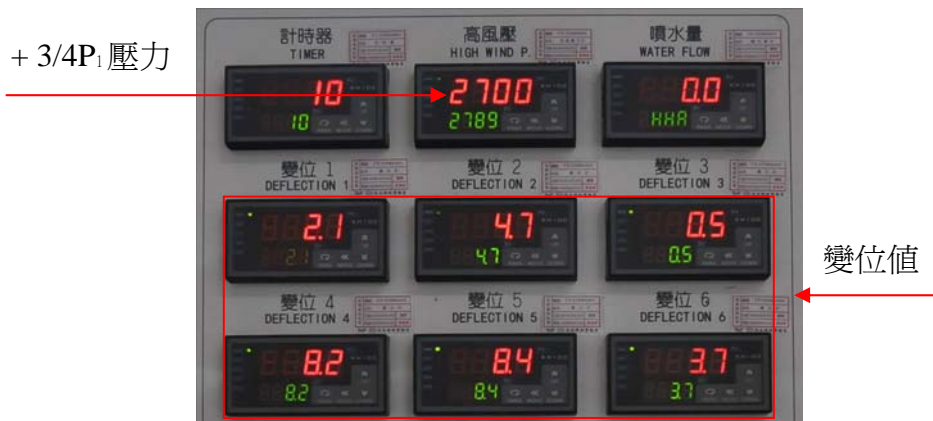 + 3/4P₁壓力
計時器
TIMER
10
10
高風壓
HIGH WIND P.
2700
2789
噴水量
WATER FLOW
0.0
HHA
變位 1
DEFLECTION 1
2.1
2.1
變位 2
DEFLECTION 2
4.7
4.7
變位 3
DEFLECTION 3
0.5
0.5
變位值
變位 4
DEFLECTION 4
8.2
8.2
變位 5
DEFLECTION 5
8.4
8.4
變位 6
DEFLECTION 6
3.7
3.7